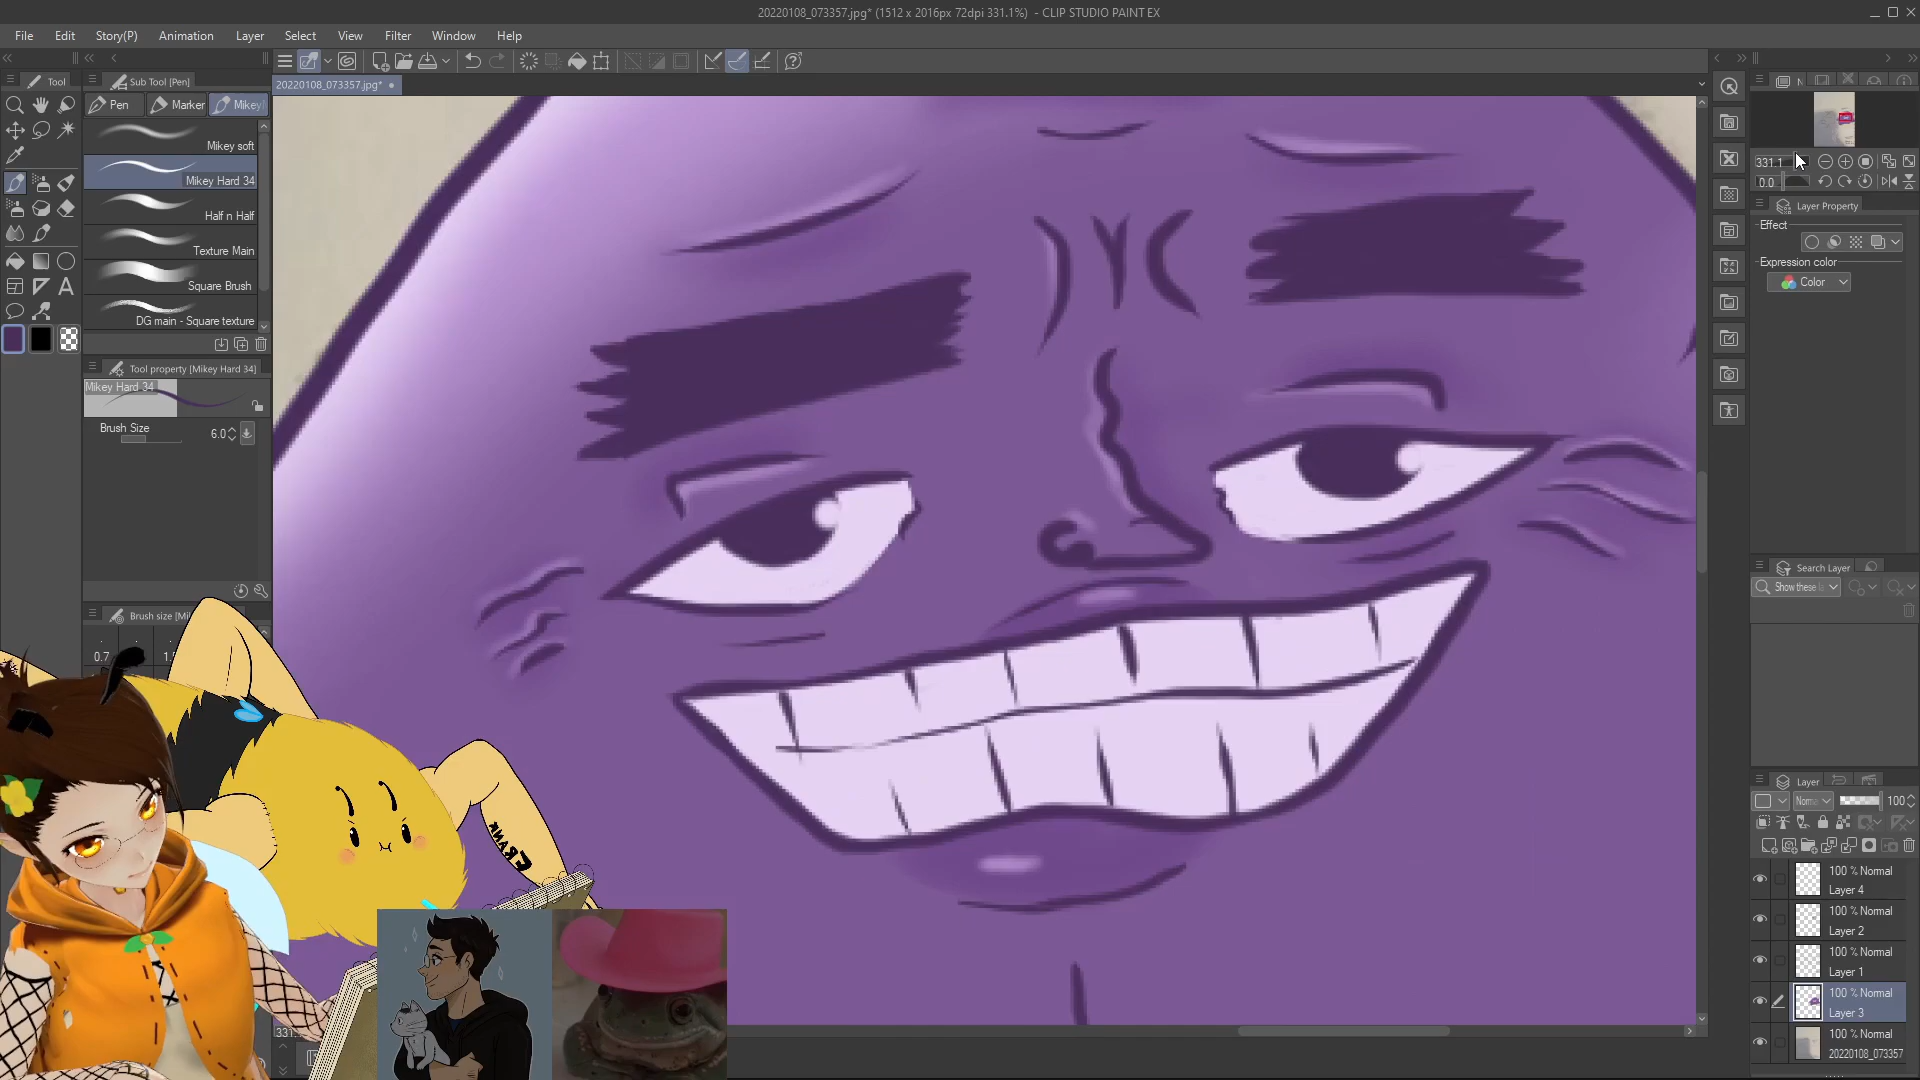 20220108_073357.jpg* (1512 x 2016px 72dpi 331.1%) - CLIP STUDIO PAINT EX
File Edit Story(P) Animation Layer Select View Filter Window Help
Tool
Sub Tool [Pen]
20220108_073357.jpg*
Pen
Marker
Mikey
Mikey soft
Mikey Hard 34
Half n Half
Texture Main
Square Brush
DG main - Square texture
Tool property [Mikey Hard 34]
Mikey Hard 34
Brush Size
6.0
Brush size [Mi
0.7
FRANK
331.
331.1
0.0
Layer Property
Effect
Expression color
Color
Search Layer
Show these la
Layer
Norma
100
100 % Normal
Layer 4
100 % Normal
Layer 2
100 % Normal
Layer 1
100 % Normal
Layer 3
100 % Normal
20220108_073357